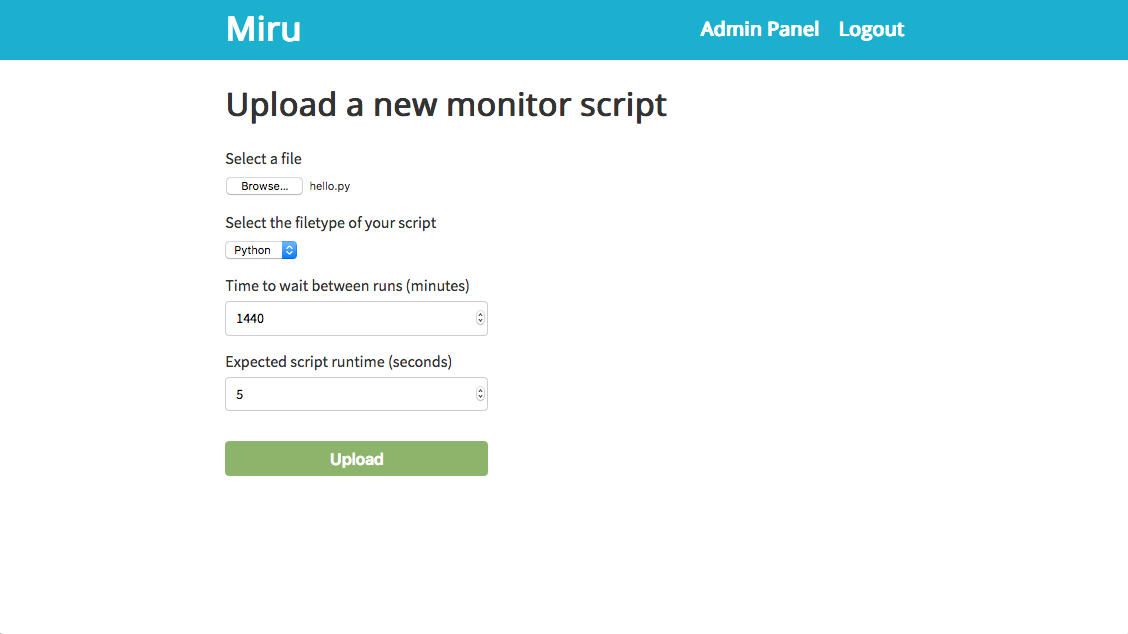 Miru Admin Panel Logout
Upload a new monitor script
Select a file
Browse... hello.py
Select the filetype of your script
Python
Time to wait between runs (minutes)
1440
Expected script runtime (seconds)
5
Upload